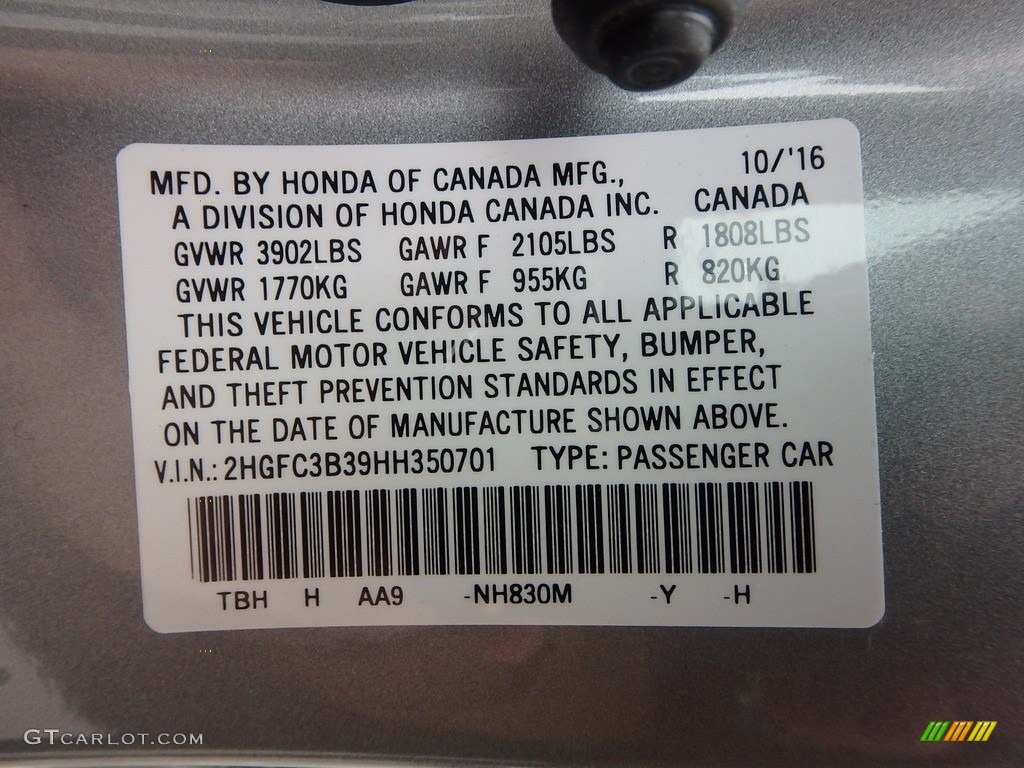 MFD. BY HONDA OF CANADA MFG., 10/'16
A DIVISION OF HONDA CANADA INC. CANADA
GVWR 3902LBS GAWR F 2105LBS R 1808LBS
GVWR 1770KG GAWR F 955KG R 820KG
THIS VEHICLE CONFORMS TO ALL APPLICABLE
FEDERAL MOTOR VEHICLE SAFETY, BUMPER,
AND THEFT PREVENTION STANDARDS IN EFFECT
ON THE DATE OF MANUFACTURE SHOWN ABOVE.
V.I.N.: 2HGFC3B39HH350701 TYPE: PASSENGER CAR
TBH H AA9 -NH830M -Y -H
GTCARLOT.COM